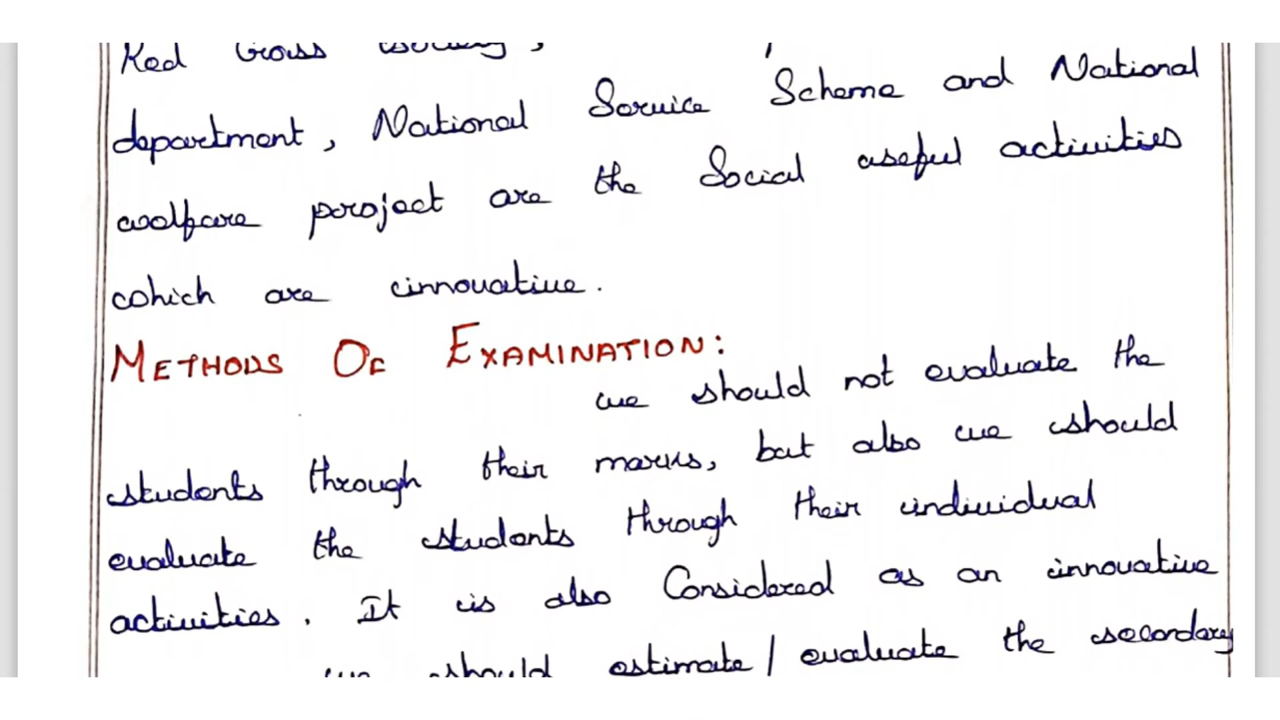 Red Cross Society,
department, National Service Scheme and National
welfare project are the Social useful activities
which are innovative.
METHODS OF EXAMINATION:
we should not evaluate the
students through their marks, but also we should
evaluate the students through their individual
activities. It is also Considered as an innovative
we should estimate/evaluate the secondary